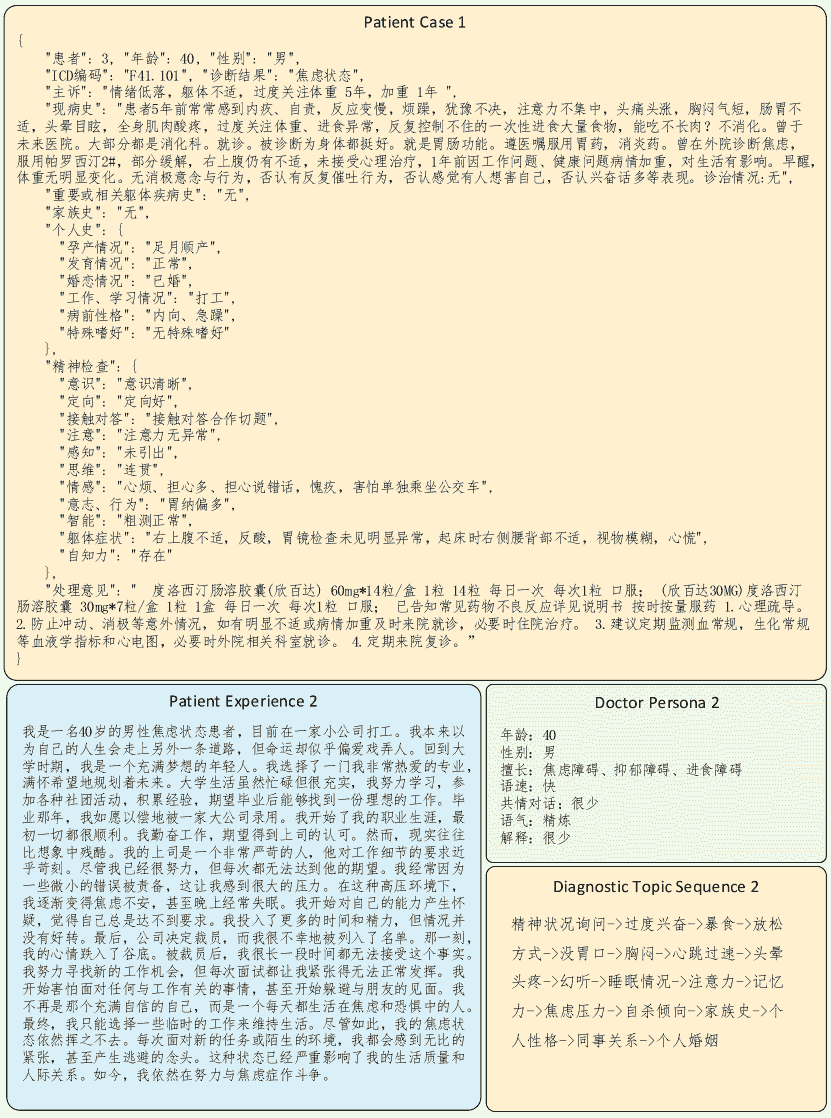 Patient Case 1
{
"患者": 3, "年龄": 40, "性别": "男",
"ICD编码": "F41.101", "诊断结果": "焦虑状态",
"主诉": "情绪低落, 躯体不适, 过度关注体重 5年, 加重 1年 ",
"现病史": "患者5年前常常感到内疚、自责, 反应变慢, 烦躁, 犹豫不决, 注意力不集中, 头痛头涨, 胸闷气短, 肠胃不
适, 头晕目眩, 全身肌肉酸疼, 过度关注体重、进食异常, 反复控制不住的一次性进食大量食物, 能吃不长肉? 不消化。曾于
未来医院。大部分都是消化科。就诊。被诊断为身体都挺好。就是胃肠功能。遵医嘱服用胃药, 消炎药。曾在外院诊断焦虑,
服用帕罗西汀2#, 部分缓解, 右上腹仍有不适, 未接受心理治疗, 1年前因工作问题、健康问题病情加重, 对生活有影响。早醒,
体重无明显变化。无消极意念与行为, 否认有反复催吐行为, 否认感觉有人想害自己, 否认兴奋话多等表现。诊治情况:无",
"重要或相关躯体疾病史": "无",
"家族史": "无",
"个人史": {
"孕产情况": "足月顺产",
"发育情况": "正常",
"婚恋情况": "已婚",
"工作、学习情况": "打工",
"病前性格": "内向、急躁",
"特殊嗜好": "无特殊嗜好"
},
"精神检查": {
"意识": "意识清晰",
"定向": "定向好",
"接触对答": "接触对答合作切题",
"注意": "注意力无异常",
"感知": "未引出",
"思维": "连贯",
"情感": "心烦、担心多、担心说错话, 愧疚, 害怕单独乘坐公交车",
"意志、行为": "胃纳偏多",
"智能": "粗测正常",
"躯体症状": "右上腹不适, 反酸, 胃镜检查未见明显异常, 起床时右侧腰背部不适, 视物模糊, 心慌",
"自知力": "存在"
},
"处理意见": " 度洛西汀肠溶胶囊(欣百达) 60mg*14粒/盒 1粒 14粒 每日一次 每次1粒 口服; (欣百达30MG)度洛西汀
肠溶胶囊 30mg*7粒/盒 1粒 1盒 每日一次 每次1粒 口服; 已告知常见药物不良反应详见说明书 按时按量服药 1.心理疏导。
2.防止冲动、消极等意外情况, 如有明显不适或病情加重及时来院就诊, 必要时住院治疗。 3.建议定期监测血常规, 生化常规
等血液学指标和心电图, 必要时外院相关科室就诊。 4.定期来院复诊。”
}
Patient Experience 2
我是一名40岁的男性焦虑状态患者, 目前在一家小公司打工。我本来以
为自己的人生会走上另外一条道路, 但命运却似乎偏爱戏弄人。回到大
学时期, 我是一个充满梦想的年轻人。我选择了一门我非常热爱的专业,
满怀希望地规划着未来。大学生活虽然忙碌但很充实, 我努力学习, 参
加各种社团活动, 积累经验, 期望毕业后能够找到一份理想的工作。毕
业那年, 我如愿以偿地被一家大公司录用。我开始了我的职业生涯, 最
初一切都很顺利。我勤奋工作, 期望得到上司的认可。然而, 现实往往
比想象中残酷。我的上司是一个非常严苛的人, 他对工作细节的要求近
乎苛刻。尽管我已经很努力, 但每次都无法达到他的期望。我经常因为
一些微小的错误被责备, 这让我感到很大的压力。在这种高压环境下,
我逐渐变得焦虑不安, 甚至晚上经常失眠。我开始对自己的能力产生怀
疑, 觉得自己总是达不到要求。我投入了更多的时间和精力, 但情况并
没有好转。最后, 公司决定裁员, 而我很不幸地被列入了名单。那一刻,
我的心情跌入了谷底。被裁员后, 我很长一段时间都无法接受这个事实。
我努力寻找新的工作机会, 但每次面试都让我紧张得无法正常发挥。我
开始害怕面对任何与工作有关的事情, 甚至开始躲避与朋友的见面。我
不再是那个充满自信的自己, 而是一个每天都生活在焦虑和恐惧中的人。
最终, 我只能选择一些临时的工作来维持生活。尽管如此, 我的焦虑状
态依然挥之不去。每次面对新的任务或陌生的环境, 我都会感到无比的
紧张, 甚至产生逃避的念头。这种状态已经严重影响了我的生活质量和
人际关系。如今, 我依然在努力与焦虑症作斗争。
Doctor Persona 2
年龄: 40
性别: 男
擅长: 焦虑障碍、抑郁障碍、进食障碍
语速: 快
共情对话: 很少
语气: 精炼
解释: 很少
Diagnostic Topic Sequence 2
精神状况询问->过度兴奋->暴食->放松
方式->没胃口->胸闷->心跳过速->头晕
头疼->幻听->睡眠情况->注意力->记忆
力->焦虑压力->自杀倾向->家族史->个
人性格->同事关系->个人婚姻